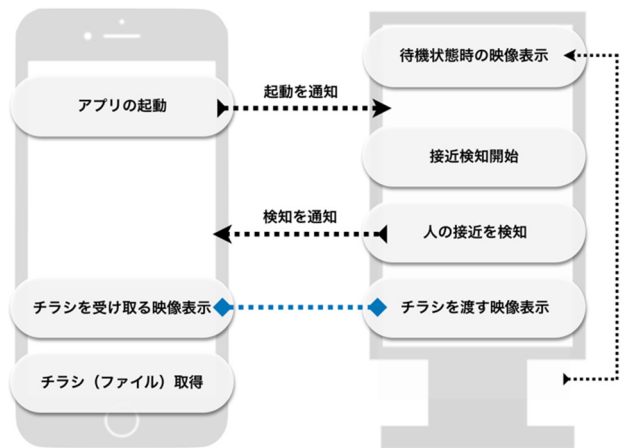 待機状態時の映像表示
アプリの起動
起動を通知
接近検知開始
検知を通知
人の接近を検知
チラシを受け取る映像表示
チラシを渡す映像表示
チラシ（ファイル）取得